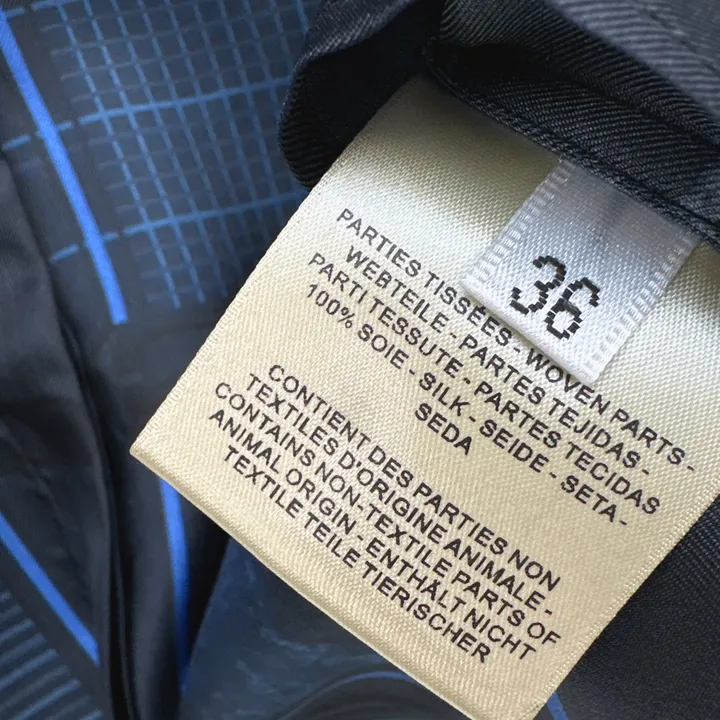 36
PARTIES TISSÉES - WOVEN PARTS -
WEBTEILE - PARTES TEJIDAS -
PARTI TESSUTE - PARTES TECIDAS
100% SOIE - SILK - SEIDE - SETA -
SEDA
CONTIENT DES PARTIES NON
TEXTILES D'ORIGINE ANIMALE -
CONTAINS NON-TEXTILE PARTS OF
ANIMAL ORIGIN - ENTHÄLT NICHT
TEXTILE TEILE TIERISCHER